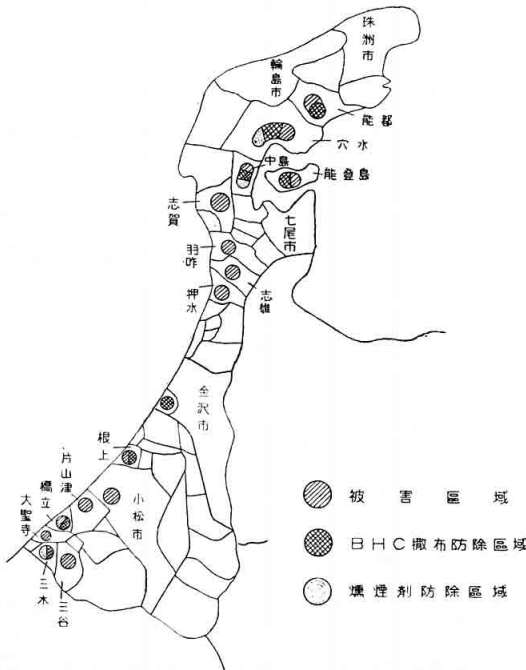 珠洲市
輪島市
能都
穴水
中島
能登島
志賀
七尾市
羽咋
志雄
押水
金沢市
根上
片山津
橋立
大聖寺
小松市
三木
三谷
被害區域
BHC撒布防除區域
燻煙剤防除區域